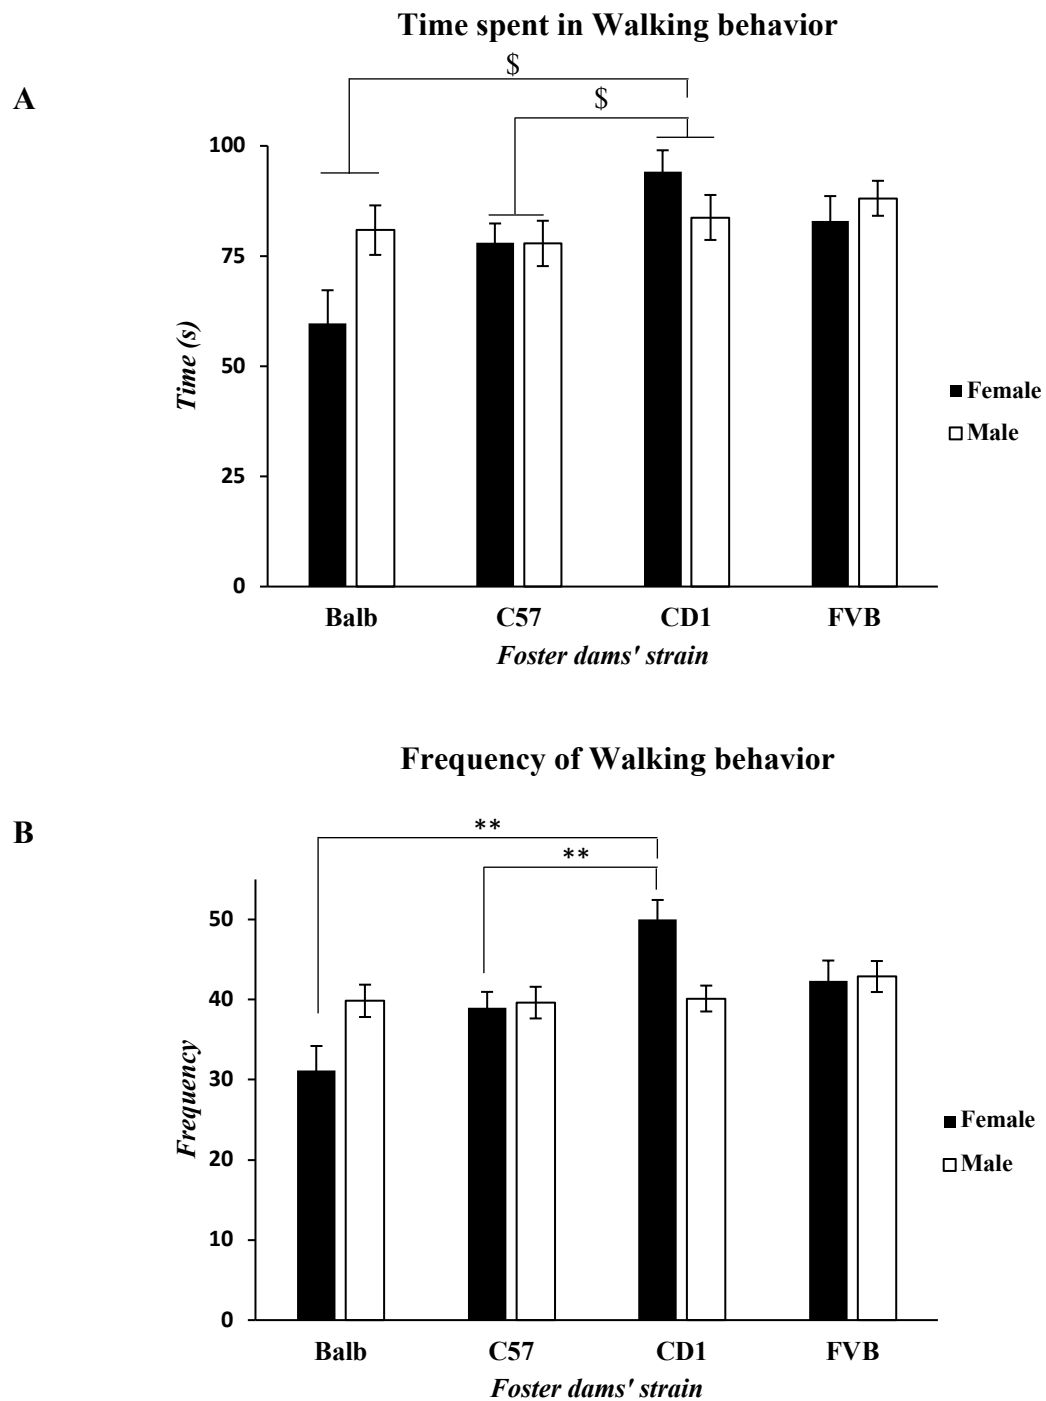 Time spent in Walking behavior
$
A
$
100
75
50
25
0
Time (s)
Female
Male
Balb C57 CD1 FVB
Foster dams' strain
Frequency of Walking behavior
B
**
**
50
40
30
20
10
0
Frequency
Female
Male
Balb C57 CD1 FVB
Foster dams' strain